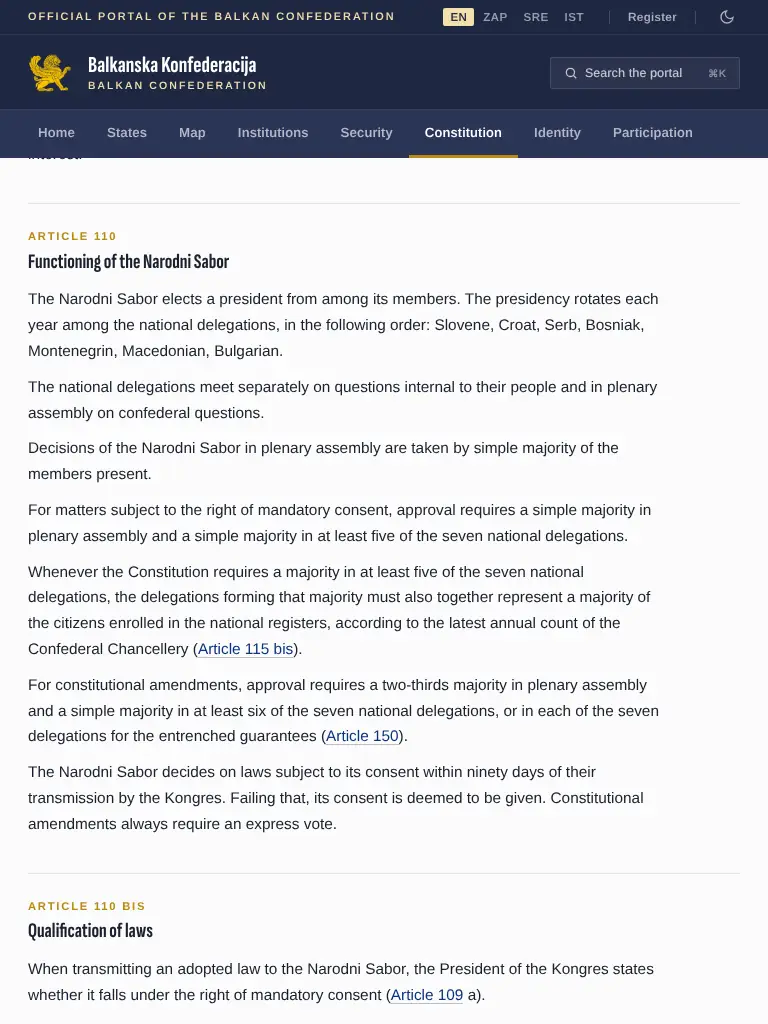 OFFICIAL PORTAL OF THE BALKAN CONFEDERATION
EN ZAP SRE IST Register
Balkanska Konfederacija
BALKAN CONFEDERATION
Search the portal ⌘K
Home States Map Institutions Security Constitution Identity Participation
ARTICLE 110
Functioning of the Narodni Sabor
The Narodni Sabor elects a president from among its members. The presidency rotates each
year among the national delegations, in the following order: Slovene, Croat, Serb, Bosniak,
Montenegrin, Macedonian, Bulgarian.
The national delegations meet separately on questions internal to their people and in plenary
assembly on confederal questions.
Decisions of the Narodni Sabor in plenary assembly are taken by simple majority of the
members present.
For matters subject to the right of mandatory consent, approval requires a simple majority in
plenary assembly and a simple majority in at least five of the seven national delegations.
Whenever the Constitution requires a majority in at least five of the seven national
delegations, the delegations forming that majority must also together represent a majority of
the citizens enrolled in the national registers, according to the latest annual count of the
Confederal Chancellery (Article 115 bis).
For constitutional amendments, approval requires a two-thirds majority in plenary assembly
and a simple majority in at least six of the seven national delegations, or in each of the seven
delegations for the entrenched guarantees (Article 150).
The Narodni Sabor decides on laws subject to its consent within ninety days of their
transmission by the Kongres. Failing that, its consent is deemed to be given. Constitutional
amendments always require an express vote.
ARTICLE 110 BIS
Qualification of laws
When transmitting an adopted law to the Narodni Sabor, the President of the Kongres states
whether it falls under the right of mandatory consent (Article 109 a).